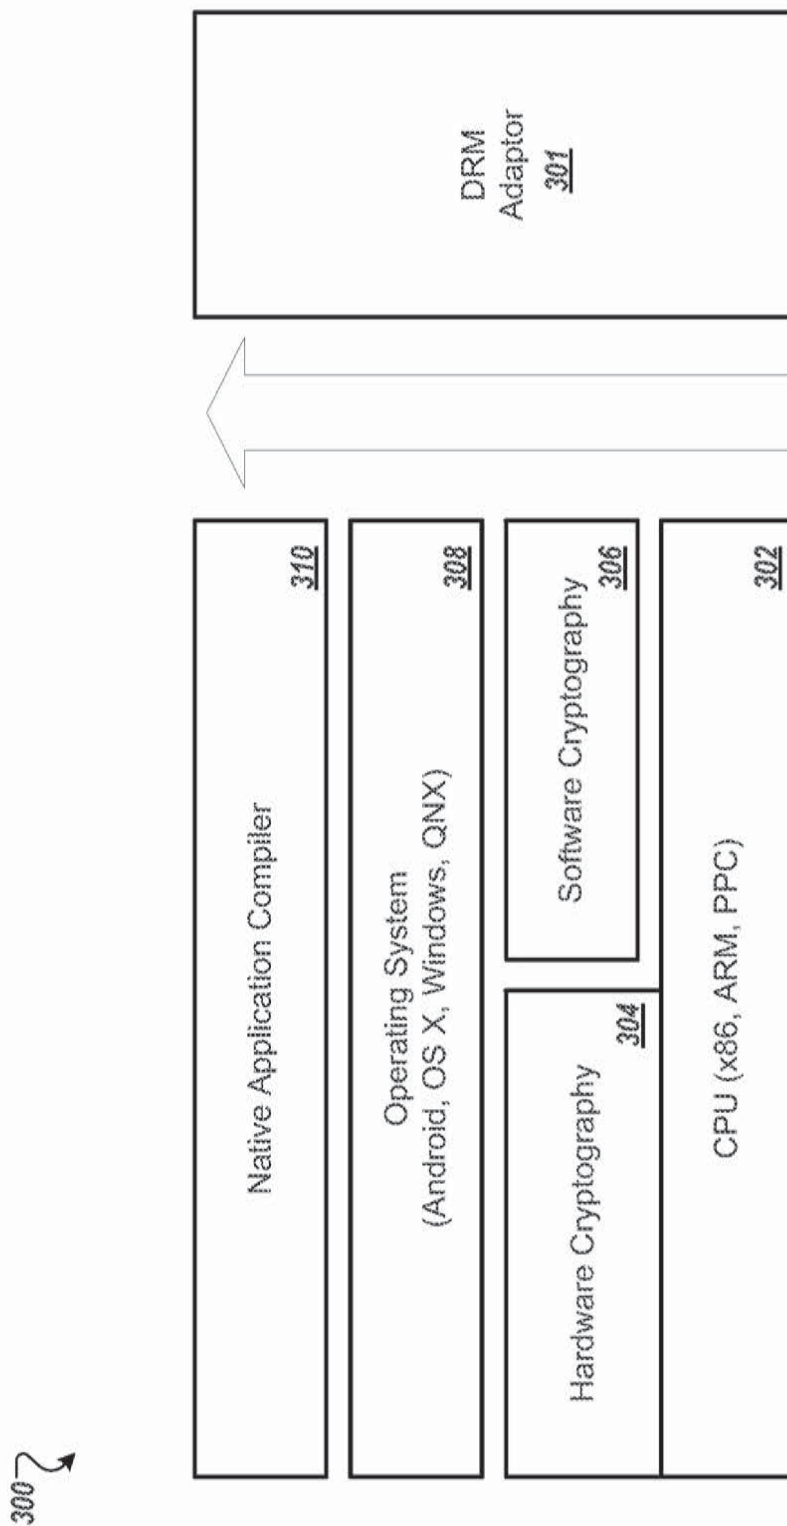 300
Native Application Compiler
310
Operating System
(Android, OS X, Windows, QNX)
308
Hardware Cryptography
304
Software Cryptography
306
CPU (x86, ARM, PPC)
302
DRM
Adaptor
301